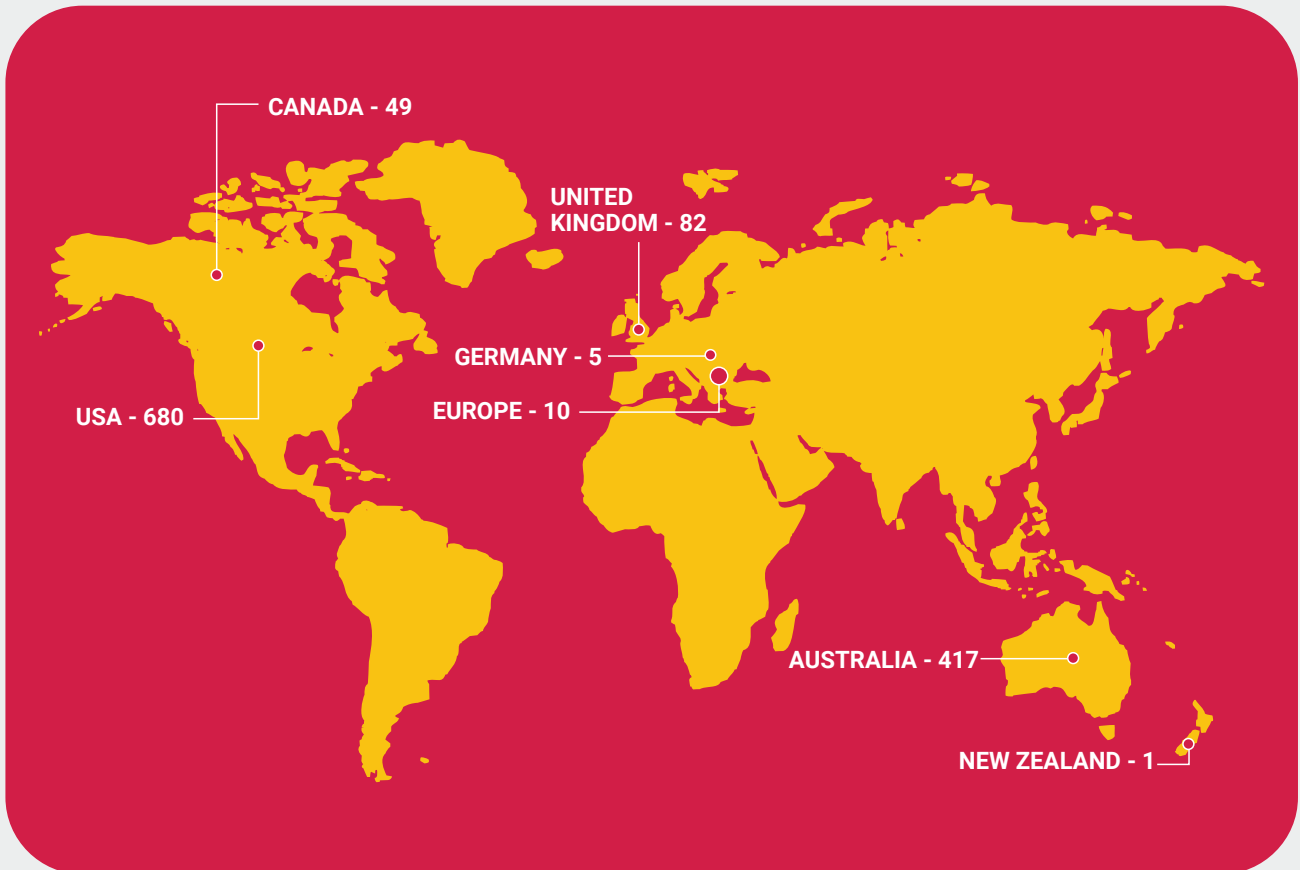 CANADA - 49
UNITED
KINGDOM - 82
GERMANY - 5
EUROPE - 10
USA - 680
AUSTRALIA - 417
NEW ZEALAND - 1